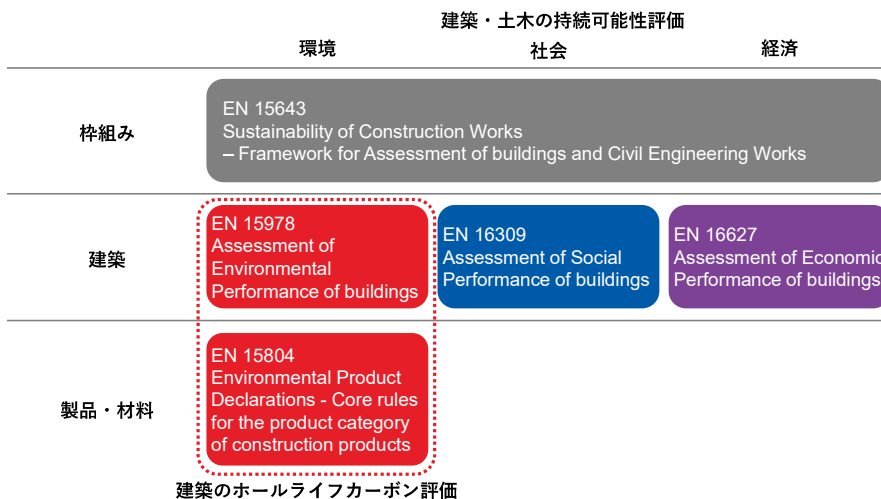 建築・土木の持続可能性評価
環境
社会
経済
枠組み
EN 15643
Sustainability of Construction Works
– Framework for Assessment of buildings and Civil Engineering Works
建築
EN 15978
Assessment of
Environmental
Performance of buildings
EN 16309
Assessment of Social
Performance of buildings
EN 16627
Assessment of Economic
Performance of buildings
製品・材料
EN 15804
Environmental Product
Declarations - Core rules
for the product category
of construction products
建築のホールライフカーボン評価